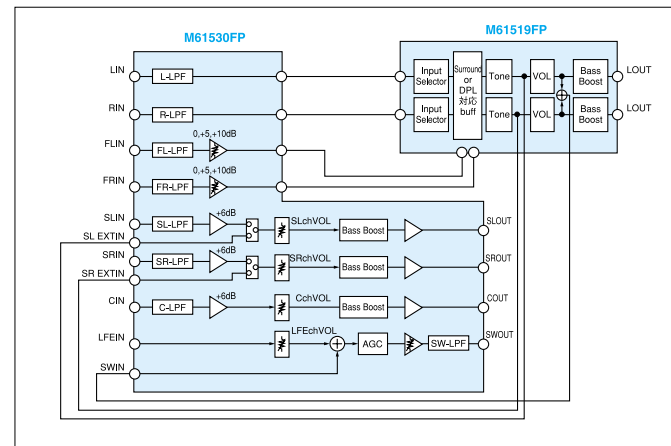 M61530FP
M61519FP
LIN
L-LPF
Input Selector
Surround or DPL 対応 buff
Tone
VOL
Bass Boost
LOUT
RIN
R-LPF
Input Selector
Tone
VOL
Bass Boost
LOUT
FLIN
FL-LPF
0,+5,+10dB
FRIN
FR-LPF
0,+5,+10dB
SLIN
SL-LPF
+6dB
SLchVOL
Bass Boost
SLOUT
SL EXTIN
SRIN
SR-LPF
+6dB
SRchVOL
Bass Boost
SROUT
SR EXTIN
CIN
C-LPF
+6dB
CchVOL
Bass Boost
COUT
LFEIN
LFEchVOL
AGC
SW-LPF
SWOUT
SWIN